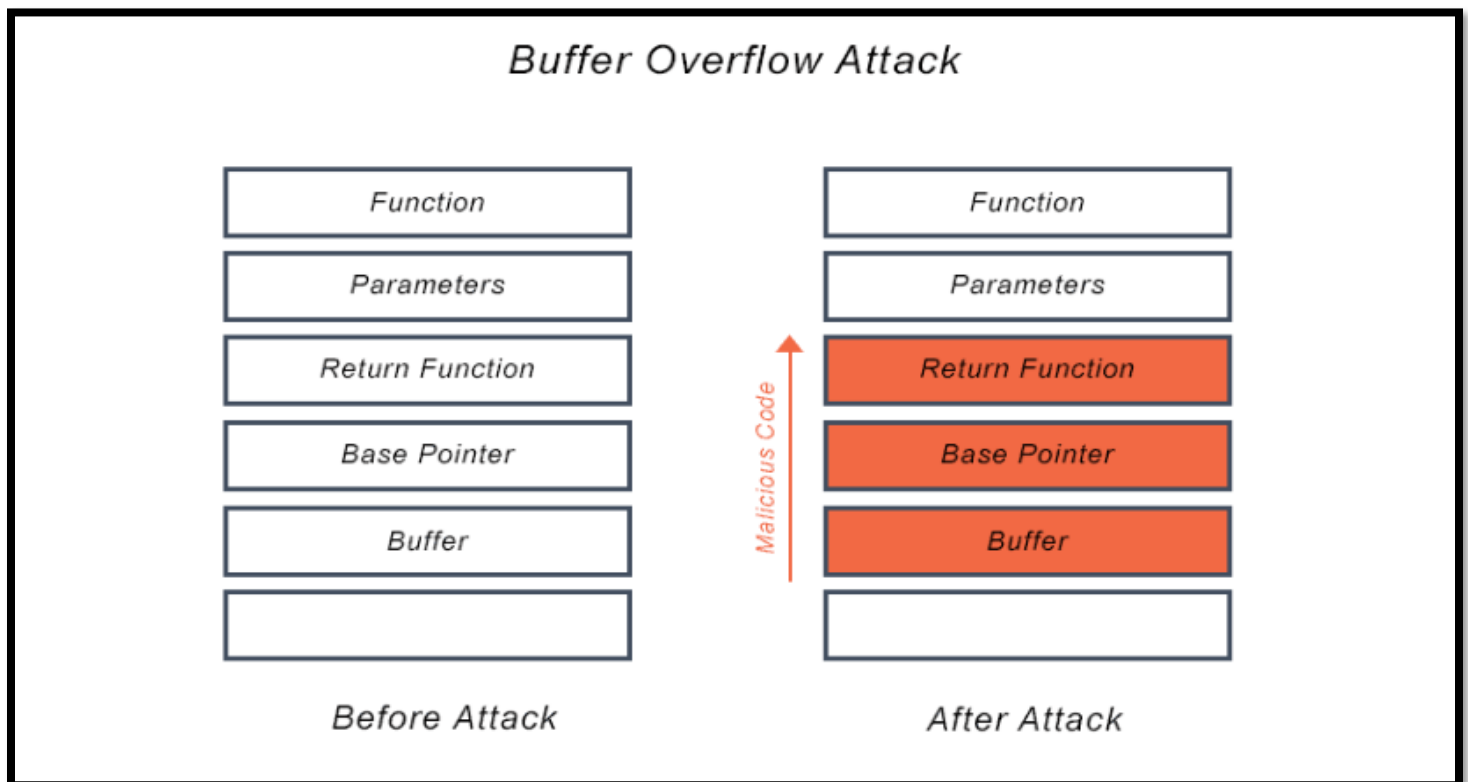 Buffer Overflow Attack
Function
Parameters
Return Function
Base Pointer
Buffer
Before Attack
Malicious Code
Function
Parameters
Return Function
Base Pointer
Buffer
After Attack